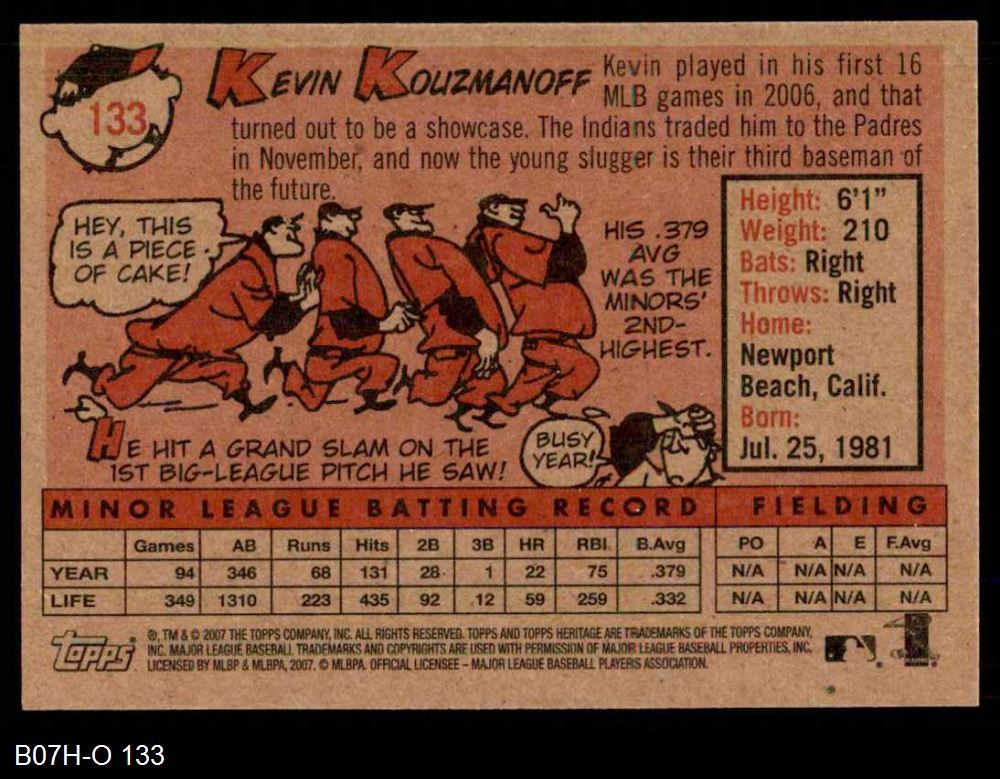 133
KEVIN KOUZMANOFF
Kevin played in his first 16
MLB games in 2006, and that
turned out to be a showcase. The Indians traded him to the Padres
in November, and now the young slugger is their third baseman of
the future.
HEY, THIS
IS A PIECE
OF CAKE!
HIS .379
AVG
WAS THE
MINORS'
2ND-
HIGHEST.
HE HIT A GRAND SLAM ON THE
1ST BIG-LEAGUE PITCH HE SAW!
BUSY
YEAR!
Height: 6'1"
Weight: 210
Bats: Right
Throws: Right
Home:
Newport
Beach, Calif.
Born:
Jul. 25, 1981
MINOR LEAGUE BATTING RECORD FIELDING
Games AB Runs Hits 2B 3B HR RBI B.Avg PO A E F.Avg
YEAR 94 346 68 131 28 1 22 75 .379 N/A N/A N/A N/A
LIFE 349 1310 223 435 92 12 59 259 .332 N/A N/A N/A N/A
topps
®, TM & © 2007 THE TOPPS COMPANY, INC. ALL RIGHTS RESERVED. TOPPS AND TOPPS HERITAGE ARE TRADEMARKS OF THE TOPPS COMPANY,
INC. MAJOR LEAGUE BASEBALL TRADEMARKS AND COPYRIGHTS ARE USED WITH PERMISSION OF MAJOR LEAGUE BASEBALL PROPERTIES, INC.
LICENSED BY MLBP & MLBPA, 2007. © MLBPA. OFFICIAL LICENSEE – MAJOR LEAGUE BASEBALL PLAYERS ASSOCIATION.
B07H-O 133